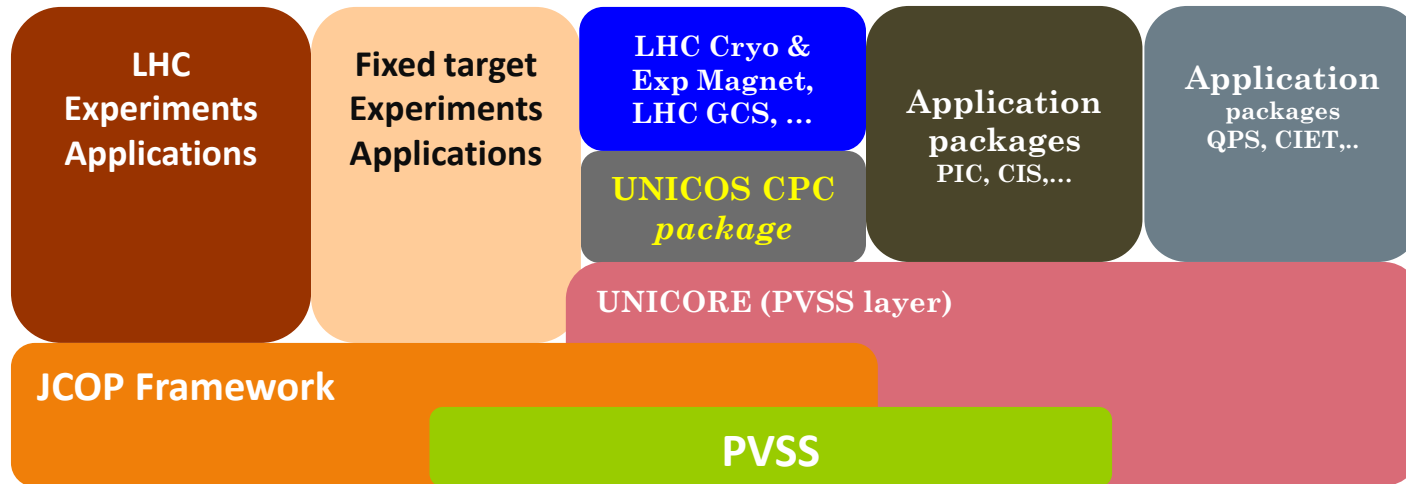 LHC
Experiments
Applications
Fixed target
Experiments
Applications
LHC Cryo &
Exp Magnet,
LHC GCS, ...
UNICOS CPC
package
Application
packages
PIC, CIS,...
Application
packages
QPS, CIET,..
UNICORE (PVSS layer)
JCOP Framework
PVSS